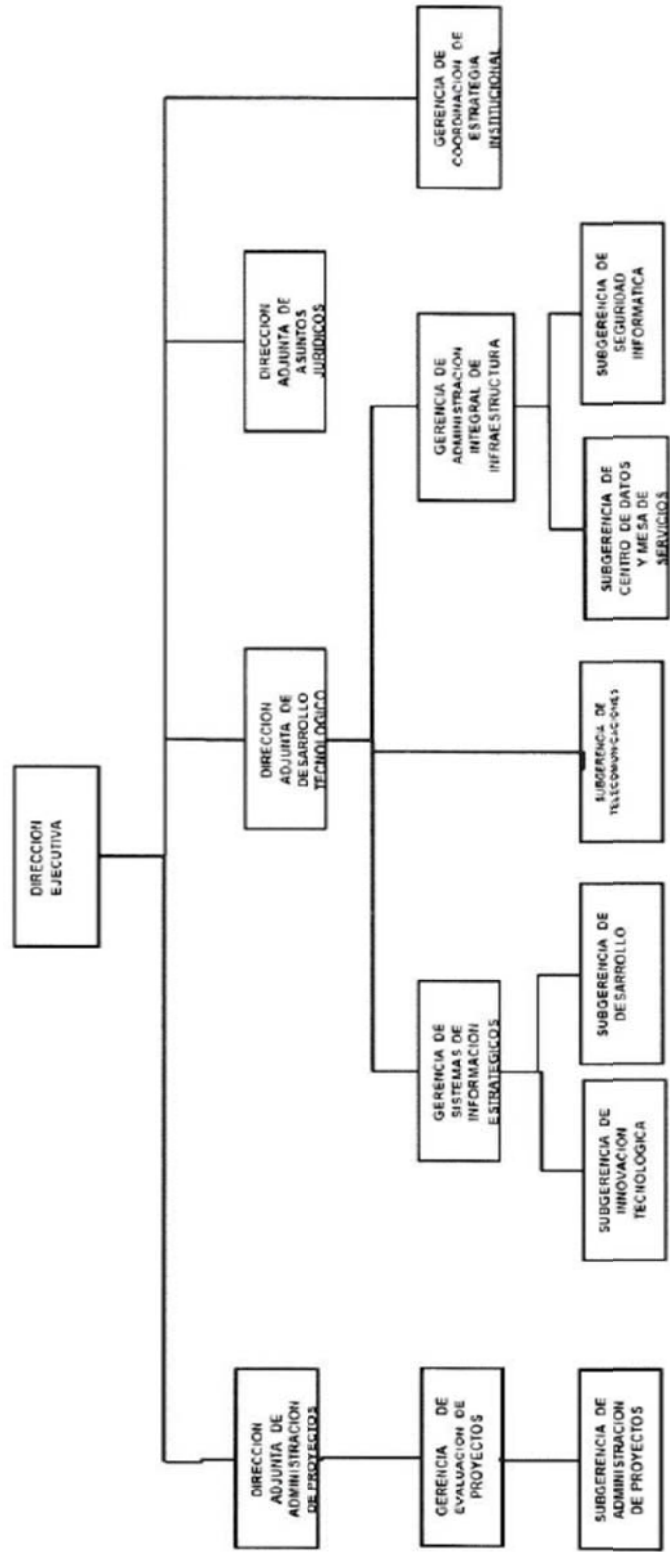 DIRECCION
EJECUTIVA
DIRECCION
ADJUNTA DE
ADMINISTRACION
DE PROYECTOS
DIRECCION
ADJUNTA DE
DESARROLLO
TECNOLOGICO
DIRECCION
ADJUNTA DE
ASUNTOS
JURIDICOS
GERENCIA DE
EVALUACION DE
PROYECTOS
GERENCIA DE
SISTEMAS DE
INFORMACION
ESTRATEGICOS
GERENCIA DE
ADMINISTRACION
INTEGRAL DE
INFRAESTRUCTURA
GERENCIA DE
COORDINACION DE
ESTRATEGIA
INSTITUCIONAL
SUBGERENCIA DE
ADMINISTRACION
DE PROYECTOS
SUBGERENCIA DE
INNOVACION
TECNOLOGICA
SUBGERENCIA DE
DESARROLLO
SUBGERENCIA DE
TELECOMUNICACIONES
SUBGERENCIA DE
CENTRO DE DATOS
Y MESA DE
SERVICIOS
SUBGERENCIA DE
SEGURIDAD
INFORMATICA